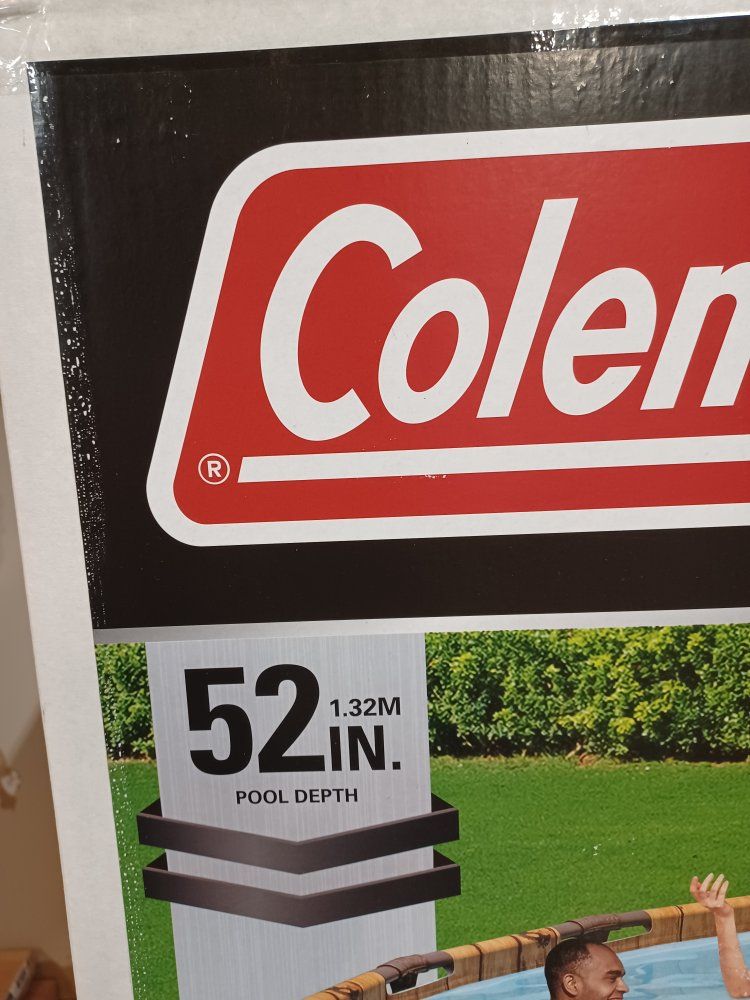 Colem
®
52 1.32M
IN.
POOL DEPTH